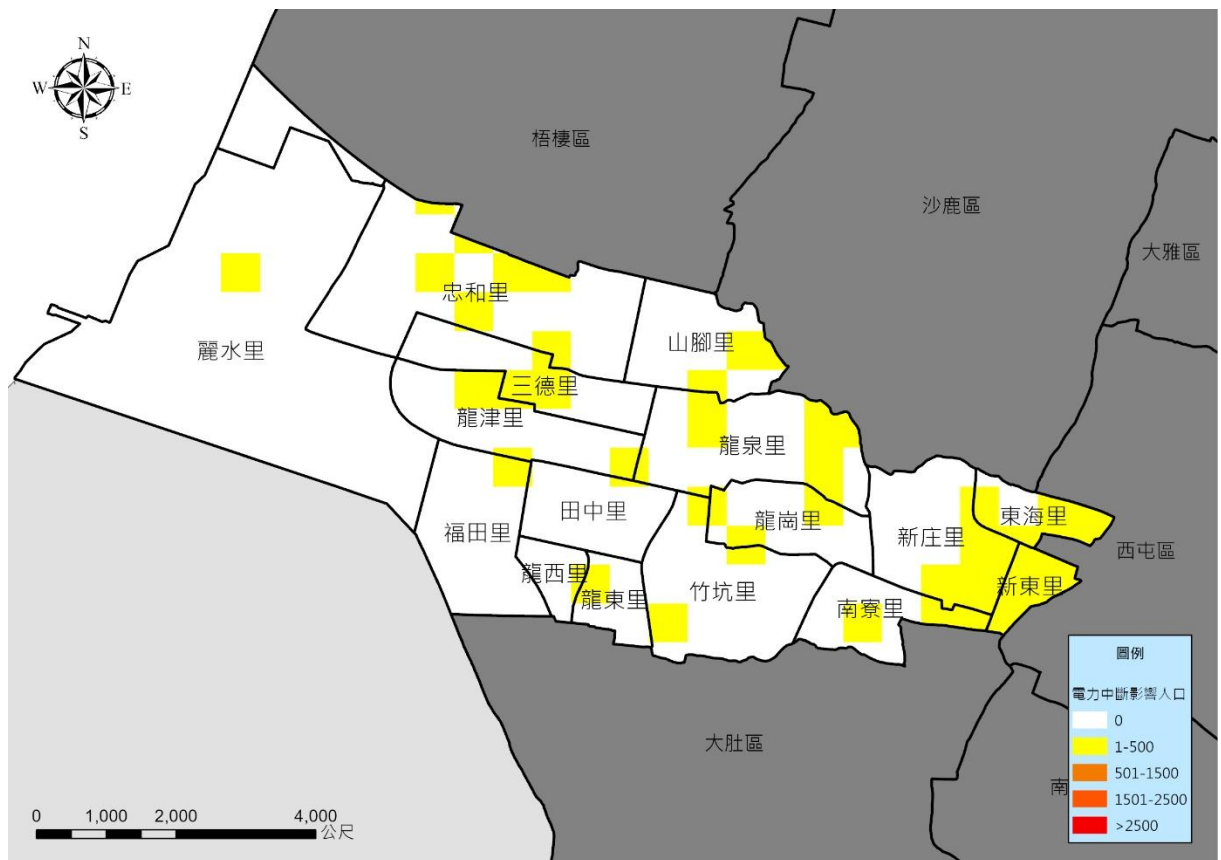 N
W E
S
梧棲區
沙鹿區
大雅區
忠和里
山腳里
麗水里
三德里
龍津里
龍泉里
田中里
龍崗里
東海里
福田里
新庄里
西屯區
龍西里
龍東里
竹坑里
南寮里
新東里
大肚區
南
圖例
電力中斷影響人口
0
1-500
501-1500
1501-2500
>2500
0 1,000 2,000 4,000
公尺